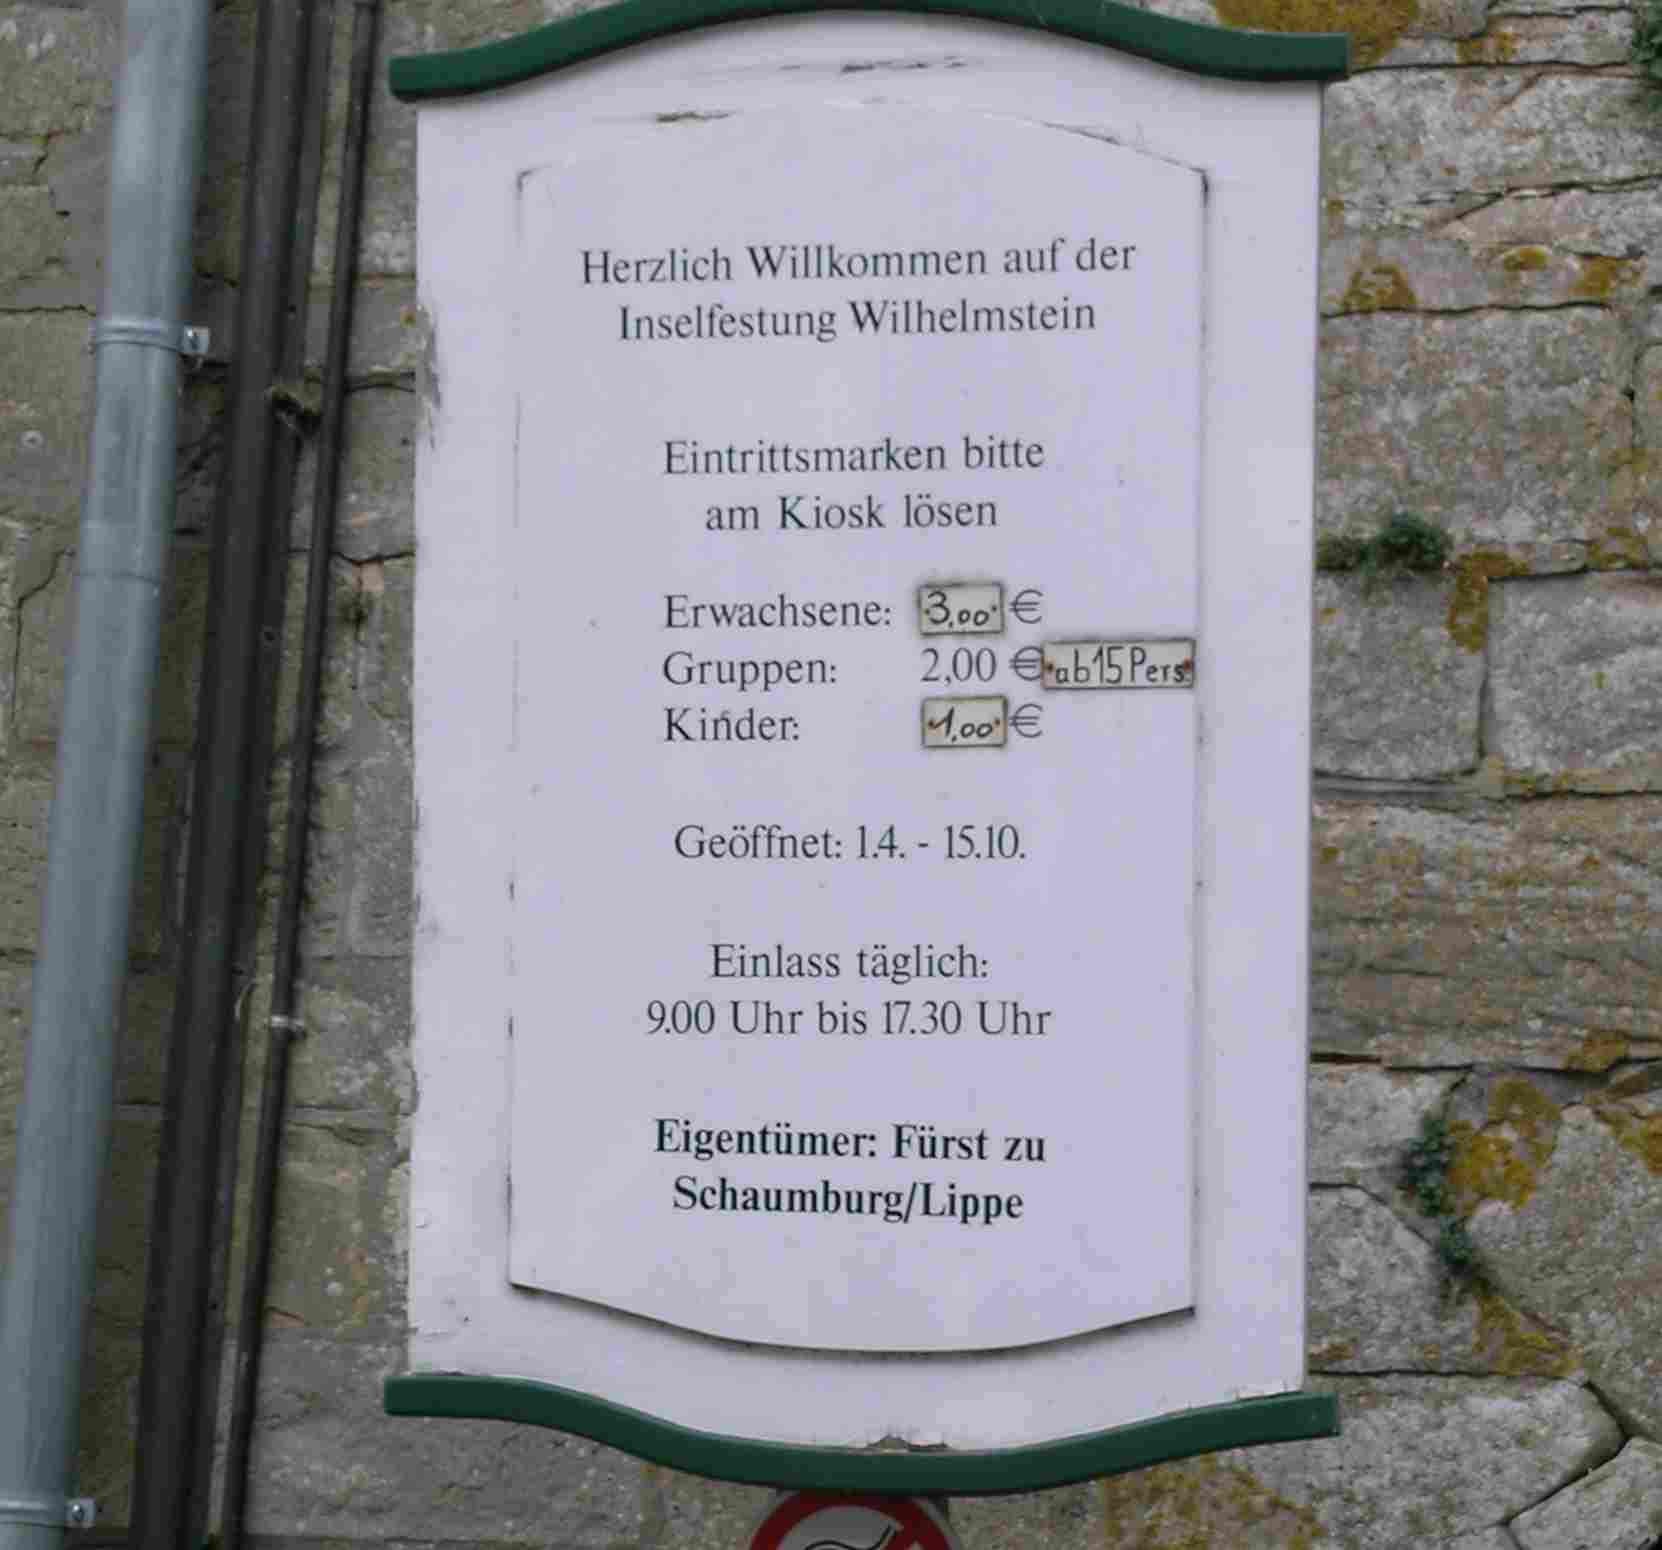 Herzlich Willkommen auf der
Inselfestung Wilhelmstein
Eintrittsmarken bitte
am Kiosk lösen
Erwachsene: 3,00 €
Gruppen: 2,00 € ab 15 Pers.
Kinder: 1,00 €
Geöffnet: 1.4. - 15.10.
Einlass täglich:
9.00 Uhr bis 17.30 Uhr
Eigentümer: Fürst zu
Schaumburg/Lippe